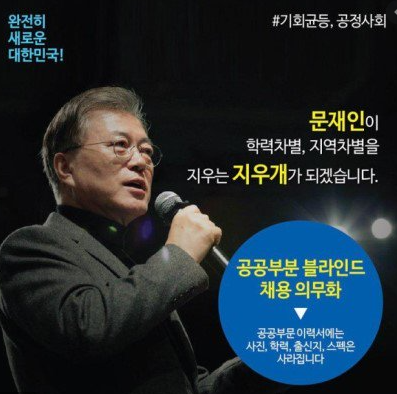 완전히
새로운
대한민국!
#기회균등, 공정사회
문재인이
학력차별, 지역차별을
지우는 지우개가 되겠습니다.
공공부분 블라인드
채용 의무화
공공부문 이력서에는
사진, 학력, 출신지, 스펙은
사라집니다